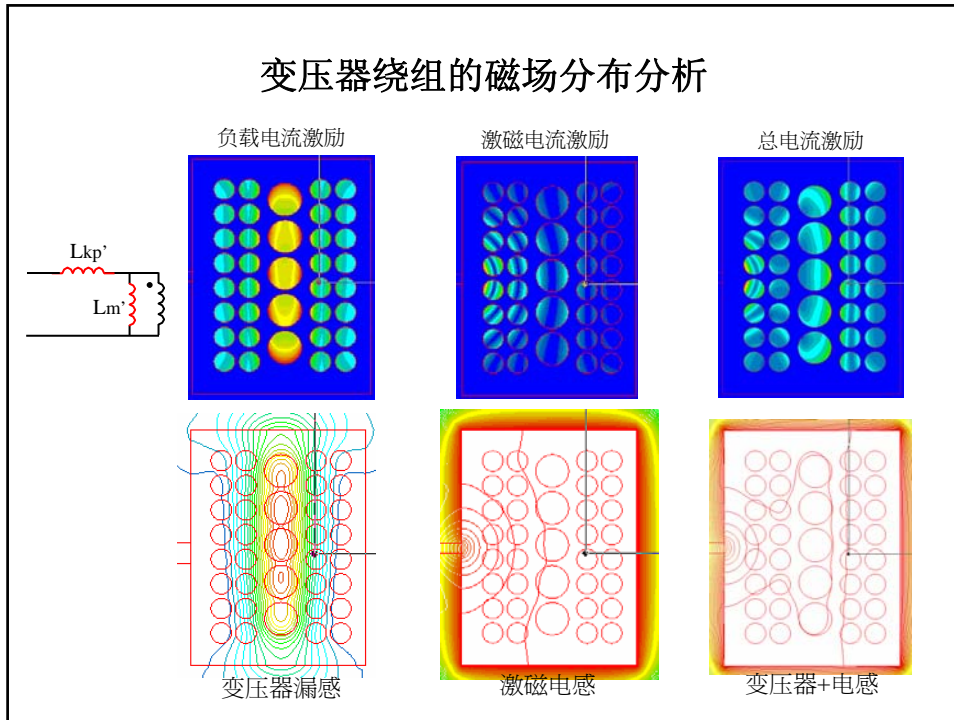 变压器绕组的磁场分布分析
负载电流激励
激磁电流激励
总电流激励
Lkp’
Lm’
变压器漏感
激磁电感
变压器+电感